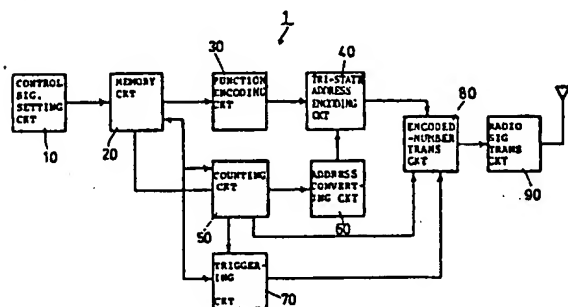 1
30
40
CONTROL
SIG.
SETTING
CKT
10
MEMORY
CKT
20
FUNCTION
ENCODING
CKT
TRI-STATE
ADDRESS
ENCODING
CKT
80
ENCODED
-NUMBER
TRANS
CKT
RADIO
SIG
TRANS
CKT
90
COUNTING
CKT
50
ADDRESS
CONVERT-
ING CKT
60
TRIGGER-
ING
CKT
70